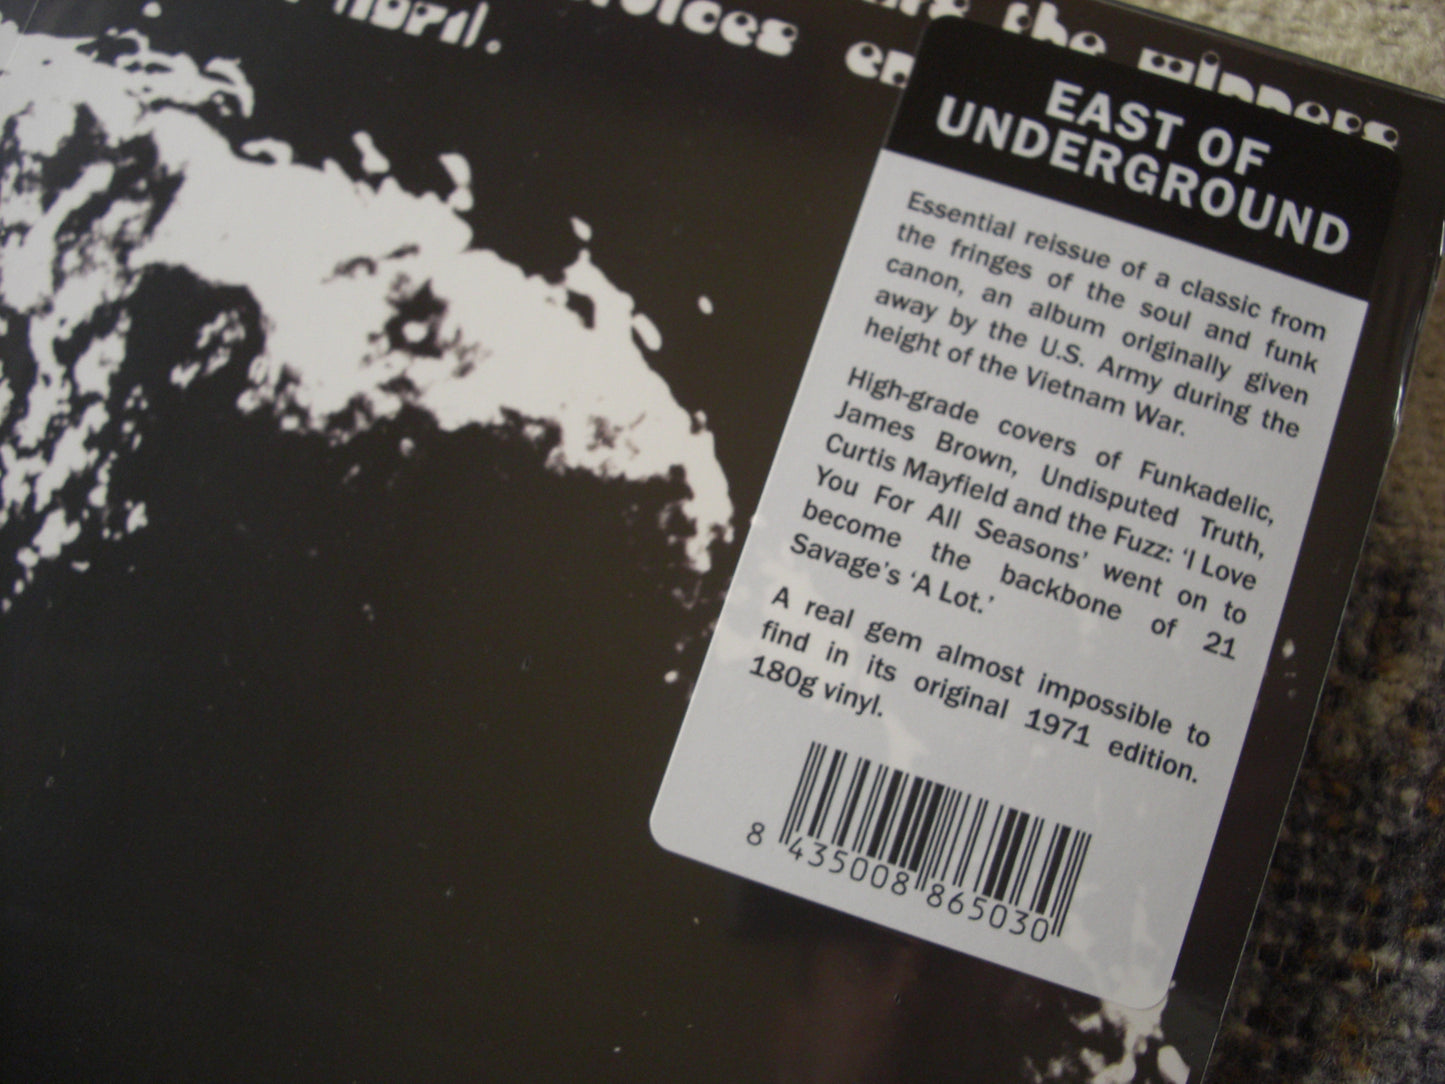 the winners
EAST OF
UNDERGROUND
Essential reissue of a classic from
the fringes of the soul and funk
canon, an album originally given
away by the U.S. Army during the
height of the Vietnam War.
High-grade covers of Funkadelic,
James Brown, Undisputed Truth,
Curtis Mayfield and the Fuzz: ‘I Love
You For All Seasons’ went on to
become the backbone of 21
Savage’s ‘A Lot.’
A real gem almost impossible to
find in its original 1971 edition.
180g vinyl.
8 435008 865030